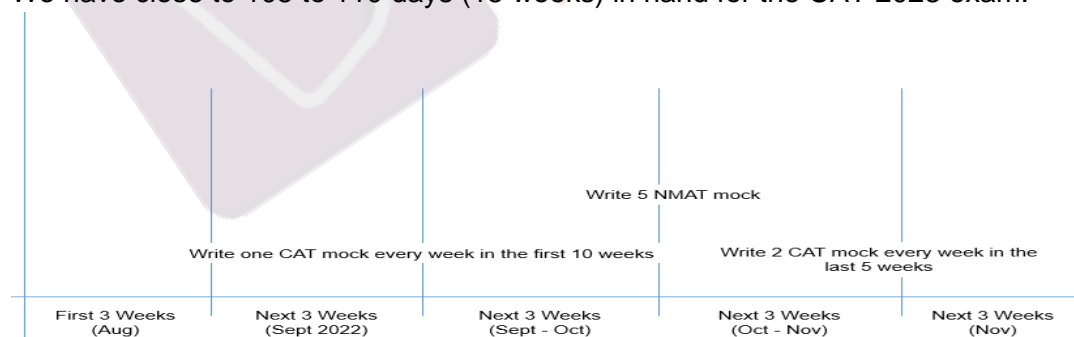 We have close to 105 to 110 days (15 weeks) in hand for the CAT 2023 exam.
Write 5 NMAT mock
Write one CAT mock every week in the first 10 weeks
Write 2 CAT mock every week in the
last 5 weeks
First 3 Weeks
(Aug)
Next 3 Weeks
(Sept 2022)
Next 3 Weeks
(Sept - Oct)
Next 3 Weeks
(Oct - Nov)
Next 3 Weeks
(Nov)